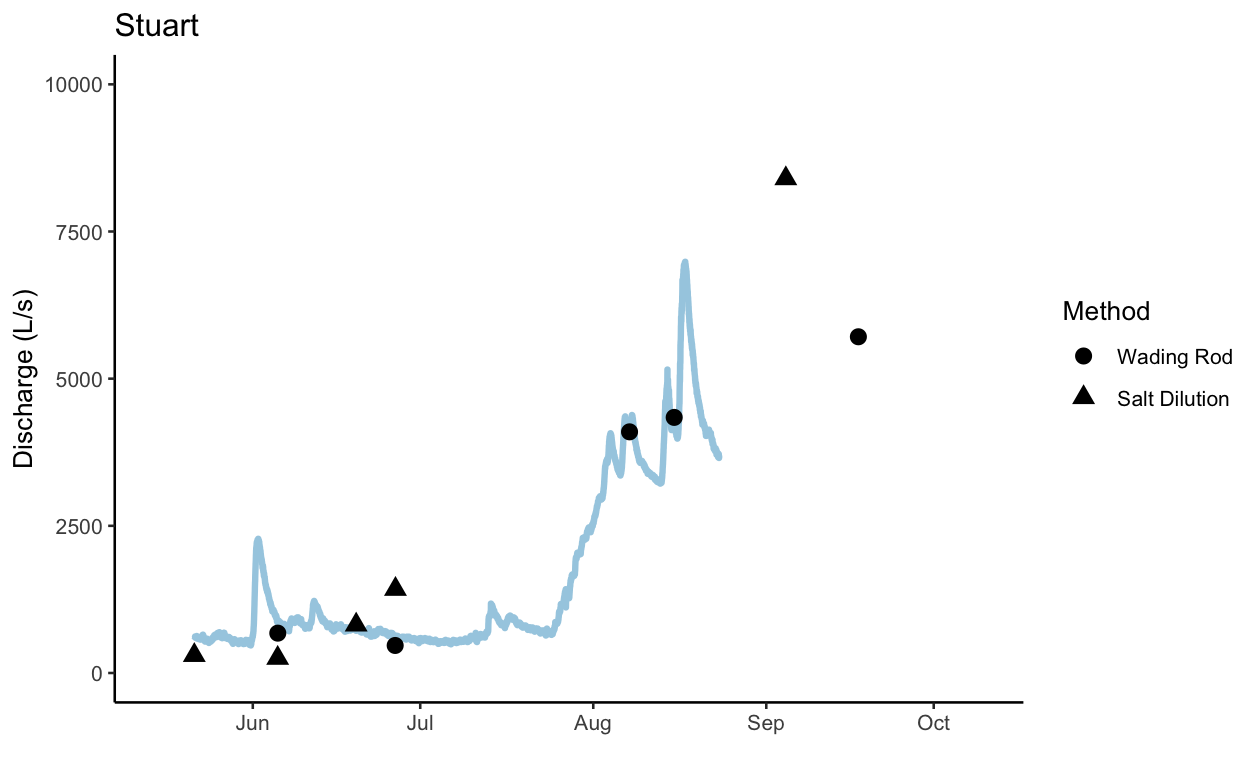 Stuart
Discharge (L/s)
10000
7500
5000
2500
0
Jun Jul Aug Sep Oct
Method
Wading Rod
Salt Dilution